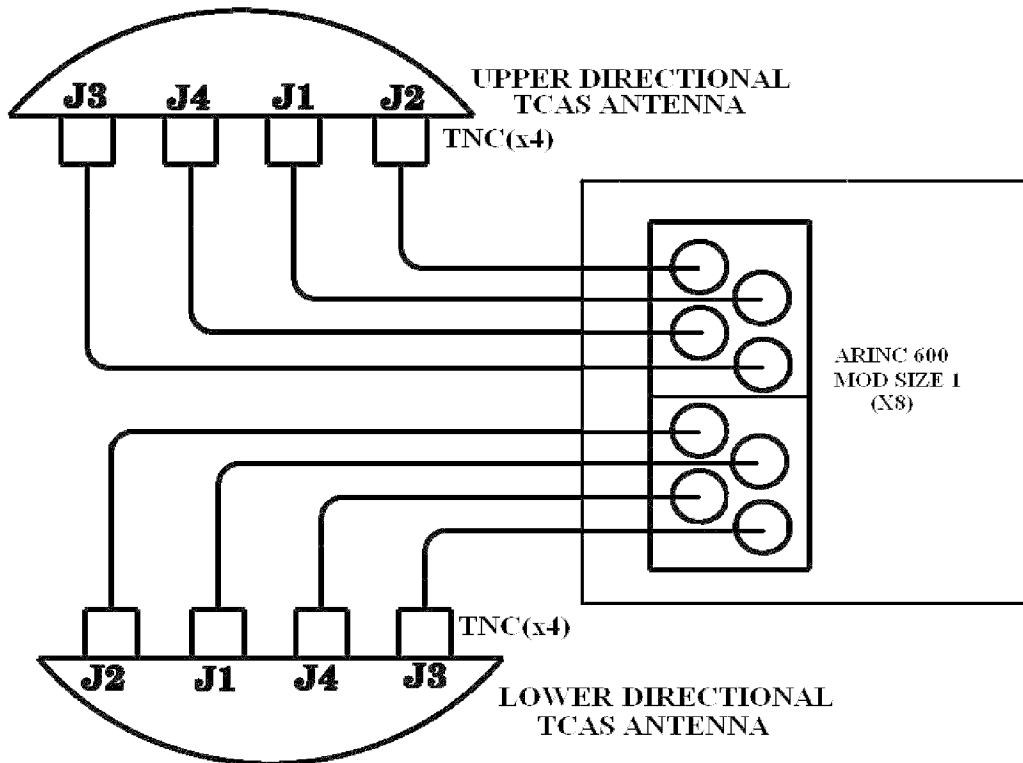 J3 J4 J1 J2
UPPER DIRECTIONAL
TCAS ANTENNA
TNC(x4)
ARINC 600
MOD SIZE 1
(X8)
TNC(x4)
J2 J1 J4 J3
LOWER DIRECTIONAL
TCAS ANTENNA